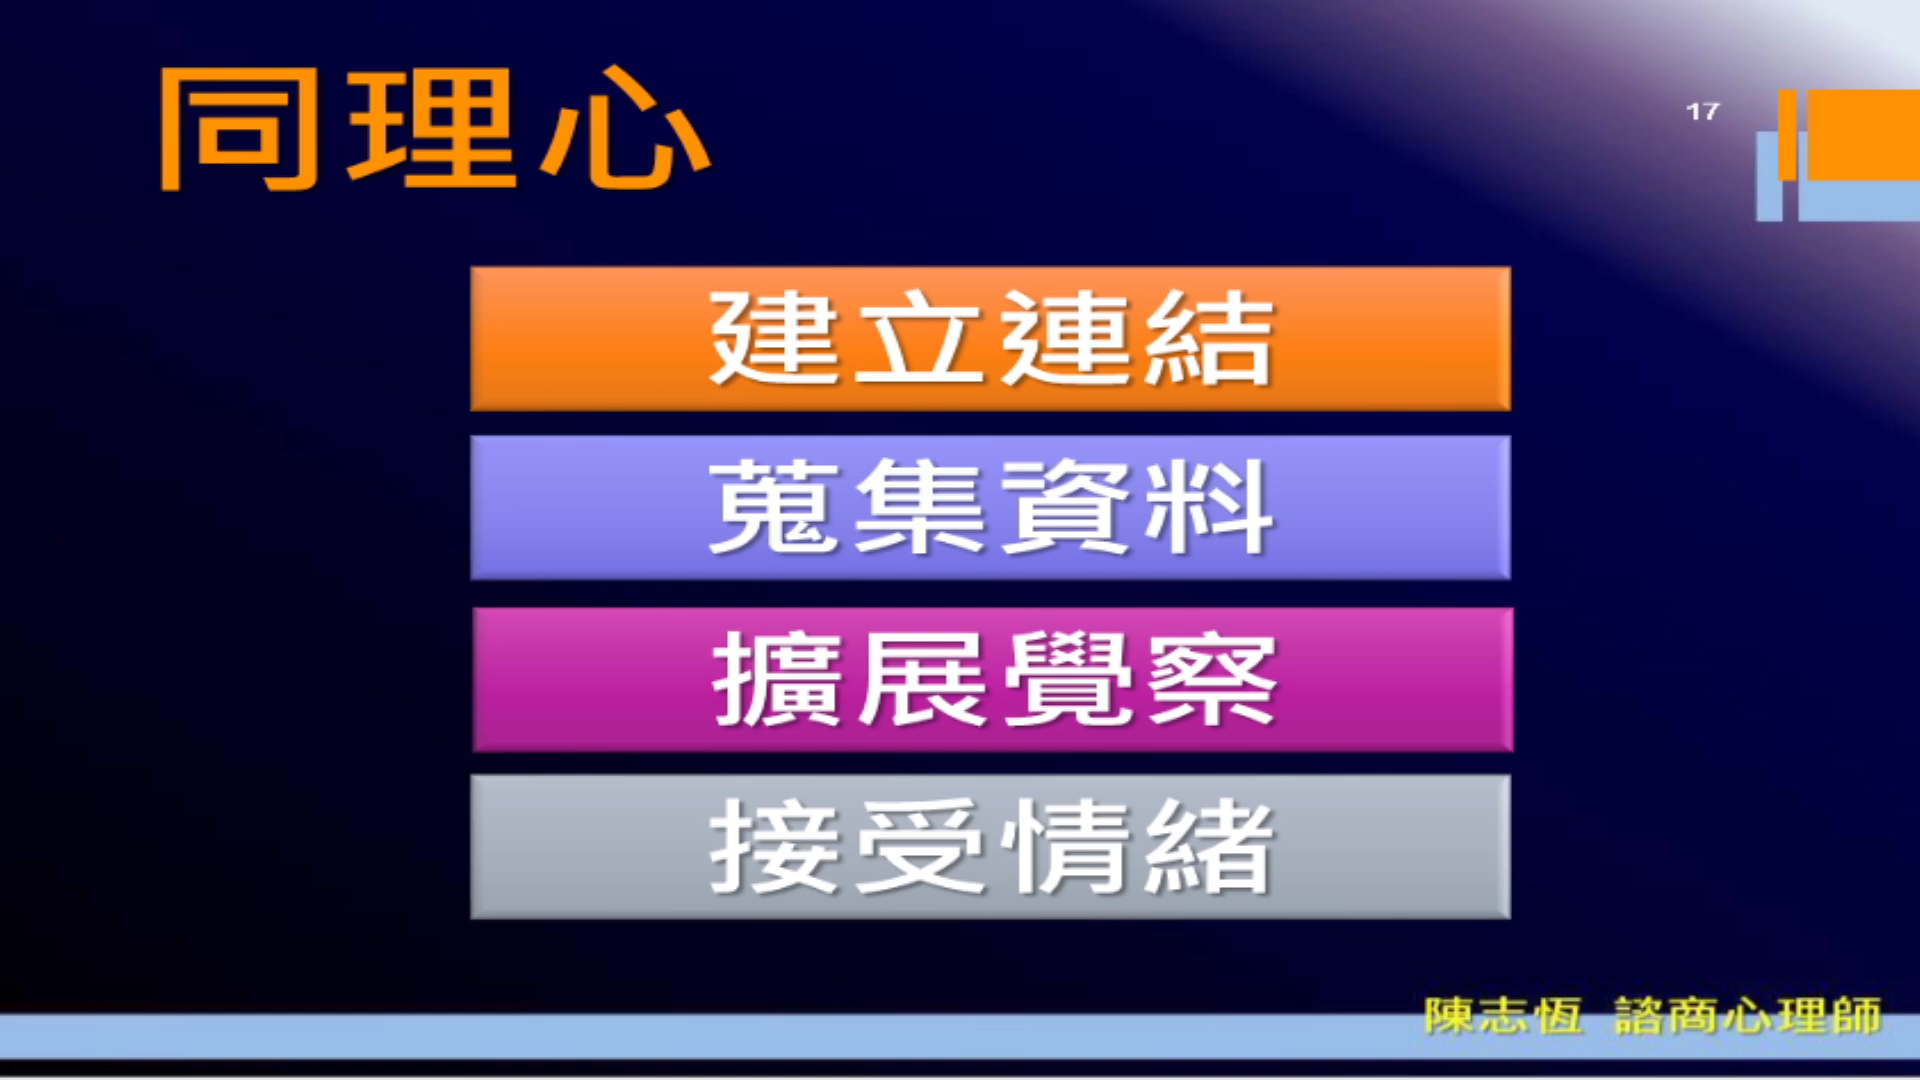 同理心
17
建立連結
蒐集資料
擴展覺察
接受情緒
陳志恆 諮商心理師